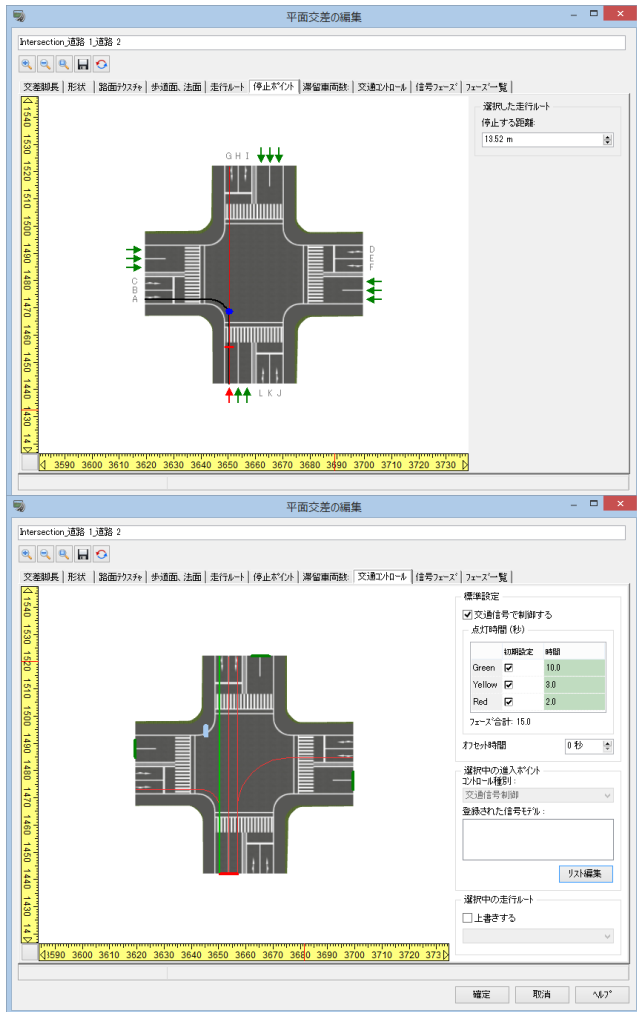 平面交差の編集
Intersection_道路 1_道路 2
交差脚長 形状 路面テクスチャ 歩道面、法面 走行ルート 停止ポイント 滞留車両数 交通コントロール 信号フェーズ フェーズ一覧
選択した走行ルート
停止する距離
13.52 m
G H I
D
E
F
C
B
A
L K J
1540
1530
1520
1510
1500
1490
1480
1470
1460
1450
1440
1430
14
3590 3600 3610 3620 3630 3640 3650 3660 3670 3680 3690 3700 3710 3720 3730
平面交差の編集
Intersection_道路 1_道路 2
交差脚長 形状 路面テクスチャ 歩道面、法面 走行ルート 停止ポイント 滞留車両数 交通コントロール 信号フェーズ フェーズ一覧
標準設定
交通信号で制御する
点灯時間 (秒)
初期設定 時間
Green 10.0
Yellow 3.0
Red 2.0
フェーズ合計: 15.0
オフセット時間 0 秒
選択中の進入ポイント
コントロール種別:
交通信号制御
登録された信号モデル:
リスト編集
選択中の走行ルート
上書きする
1540
1530
1520
1510
1500
1490
1480
1470
1460
1450
1440
1430
14
1590 3600 3610 3620 3630 3640 3650 3660 3670 3680 3690 3700 3710 3720 373
確定 取消 ヘルプ